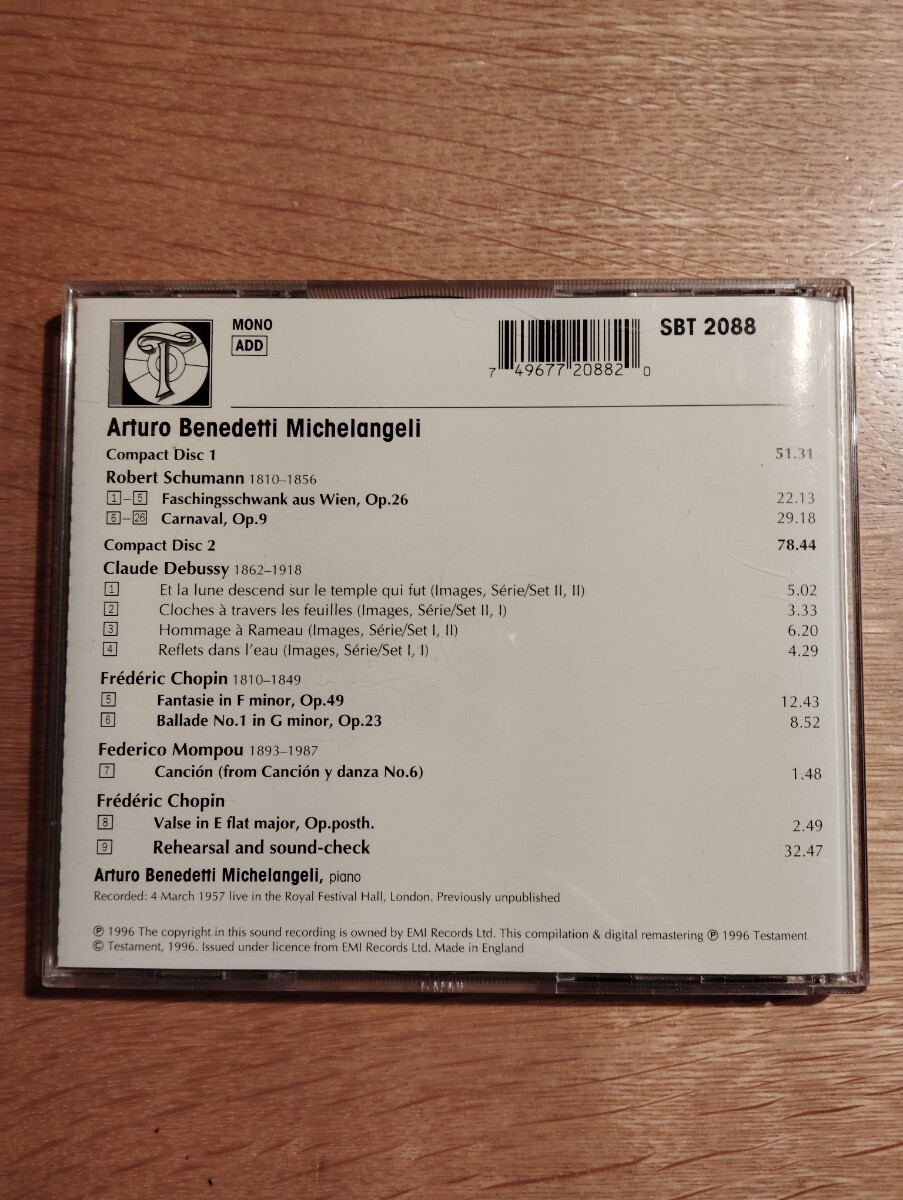 MONO
ADD
SBT 2088
7 49677 20882 0
Arturo Benedetti Michelangeli
Compact Disc 1 51.31
Robert Schumann 1810–1856
1–5 Faschingsschwank aus Wien, Op.26 22.13
6–26 Carnaval, Op.9 29.18
Compact Disc 2 78.44
Claude Debussy 1862–1918
1 Et la lune descend sur le temple qui fut (Images, Série/Set II, II) 5.02
2 Cloches à travers les feuilles (Images, Série/Set II, I) 3.33
3 Hommage à Rameau (Images, Série/Set I, II) 6.20
4 Reflets dans l'eau (Images, Série/Set I, I) 4.29
Frédéric Chopin 1810–1849
5 Fantasie in F minor, Op.49 12.43
6 Ballade No.1 in G minor, Op.23 8.52
Federico Mompou 1893–1987
7 Canción (from Canción y danza No.6) 1.48
Frédéric Chopin
8 Valse in E flat major, Op.posth. 2.49
9 Rehearsal and sound-check 32.47
Arturo Benedetti Michelangeli, piano
Recorded: 4 March 1957 live in the Royal Festival Hall, London. Previously unpublished
℗ 1996 The copyright in this sound recording is owned by EMI Records Ltd. This compilation & digital remastering ℗ 1996 Testament
© Testament, 1996. Issued under licence from EMI Records Ltd. Made in England